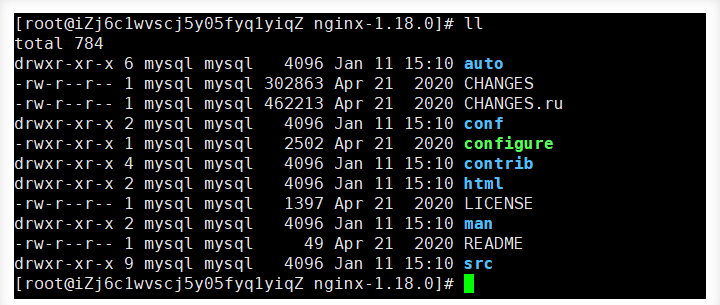 [root@iZj6c1wvscj5y05fyq1yiqZ nginx-1.18.0]# ll
total 784
drwxr-xr-x 6 mysql mysql   4096 Jan 11 15:10 auto
-rw-r--r-- 1 mysql mysql 302863 Apr 21  2020 CHANGES
-rw-r--r-- 1 mysql mysql 462213 Apr 21  2020 CHANGES.ru
drwxr-xr-x 2 mysql mysql   4096 Jan 11 15:10 conf
-rwxr-xr-x 1 mysql mysql   2502 Apr 21  2020 configure
drwxr-xr-x 4 mysql mysql   4096 Jan 11 15:10 contrib
drwxr-xr-x 2 mysql mysql   4096 Jan 11 15:10 html
-rw-r--r-- 1 mysql mysql   1397 Apr 21  2020 LICENSE
drwxr-xr-x 2 mysql mysql   4096 Jan 11 15:10 man
-rw-r--r-- 1 mysql mysql     49 Apr 21  2020 README
drwxr-xr-x 9 mysql mysql   4096 Jan 11 15:10 src
[root@iZj6c1wvscj5y05fyq1yiqZ nginx-1.18.0]#